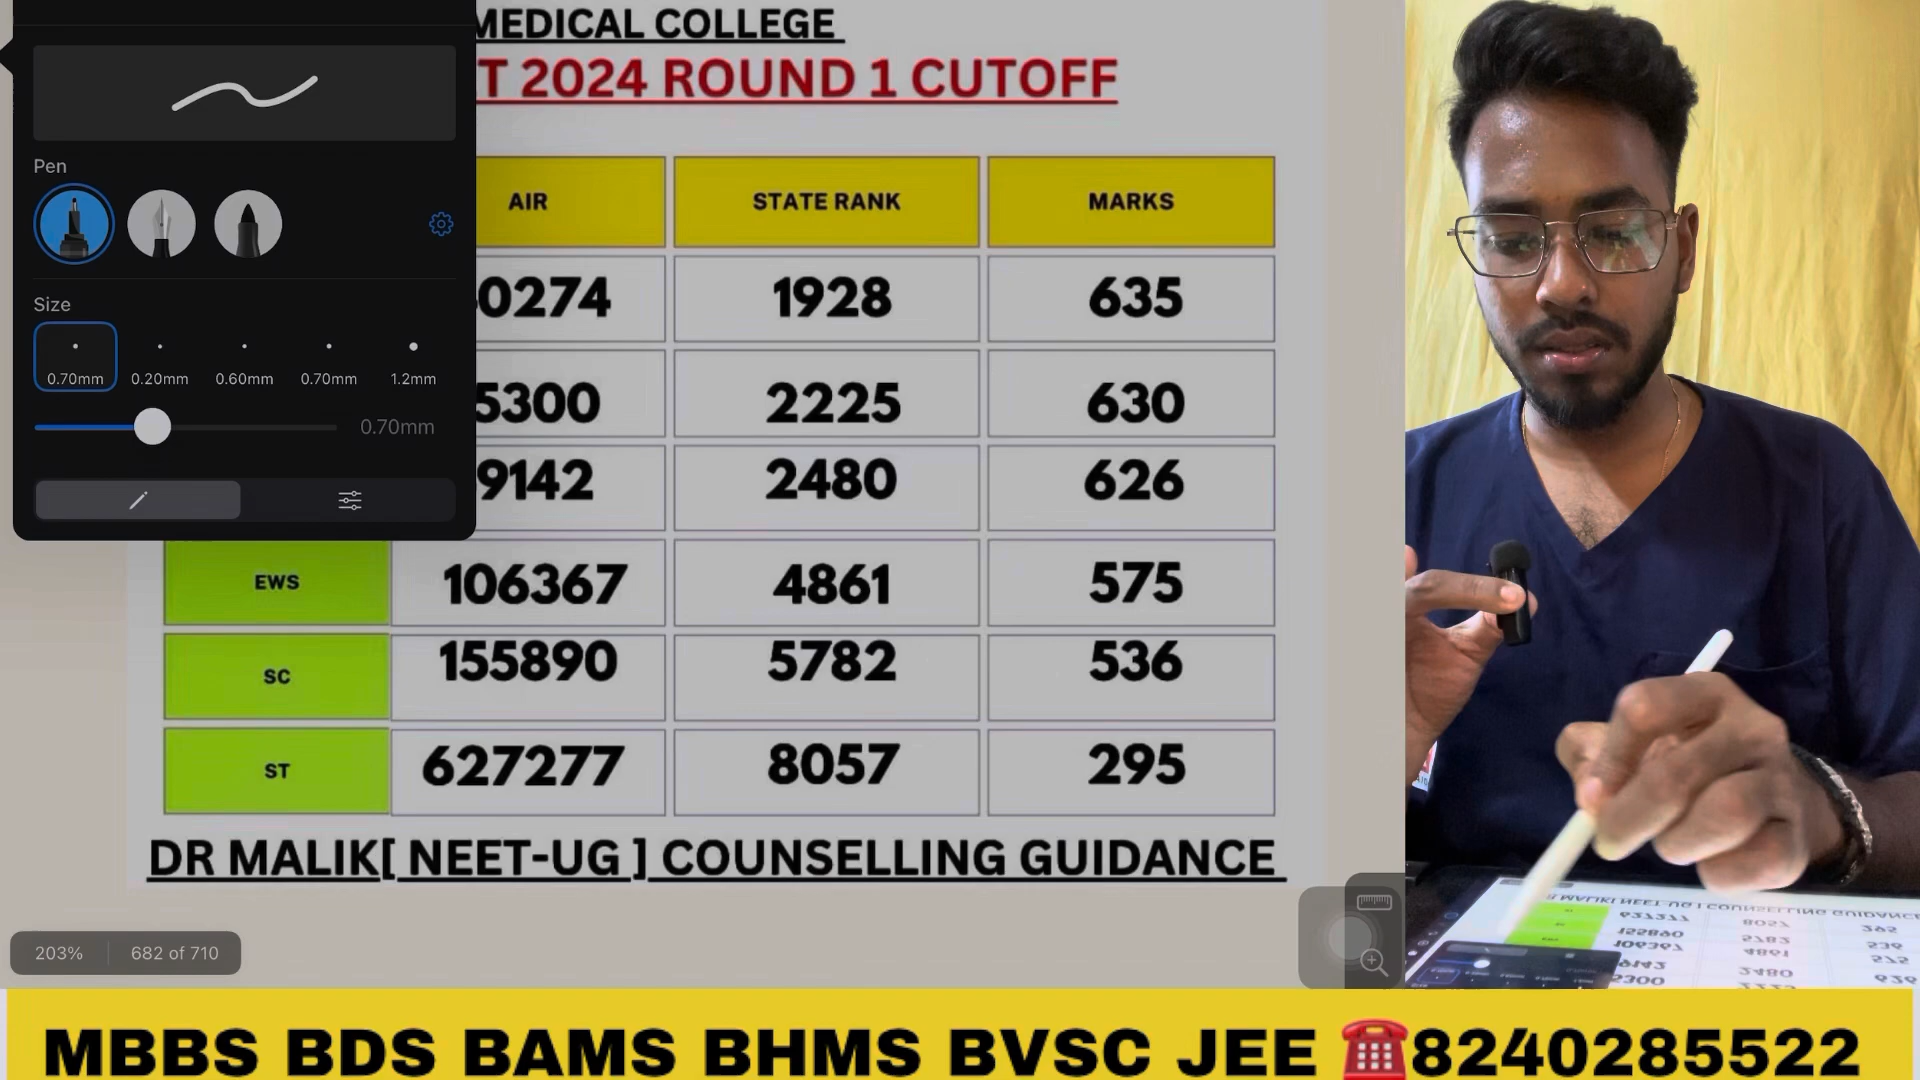 MEDICAL COLLEGE
T 2024 ROUND 1 CUTOFF
Pen
Size
0.70mm
0.20mm
0.60mm
0.70mm
1.2mm
0.70mm
AIR
STATE RANK
MARKS
0274
1928
635
5300
2225
630
9142
2480
626
EWS
106367
4861
575
SC
155890
5782
536
ST
627277
8057
295
DR MALIK[ NEET-UG ] COUNSELLING GUIDANCE
203%
682 of 710
MBBS BDS BAMS BHMS BVSC JEE ☎8240285522